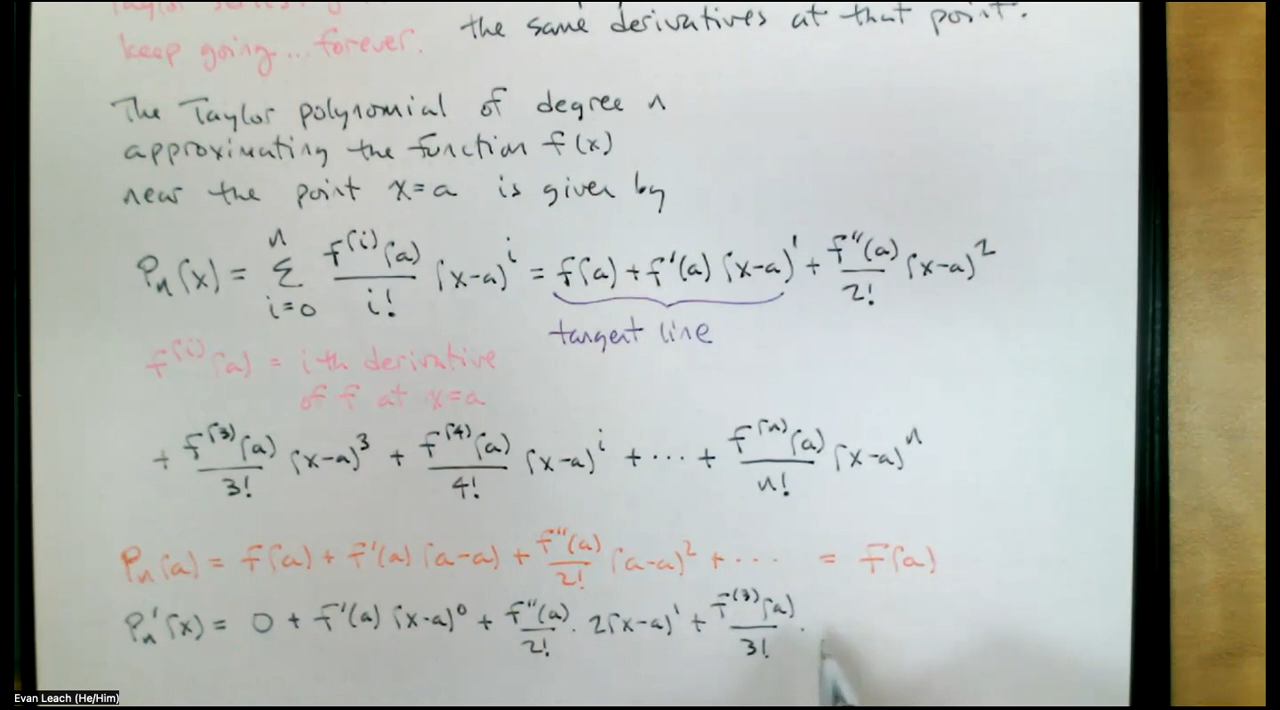 the same derivatives at that point.
keep going... forever.
The Taylor polynomial of degree n
approximating the function f(x)
near the point x=a is given by
Pₙ(x) = Σ_{i=0}^{n} f⁽ⁱ⁾(a)/i! (x-a)ⁱ = f(a) + f'(a) (x-a)¹ + f''(a)/2! (x-a)²
tangent line
f⁽ⁱ⁾(a) = ith derivative
of f at x=a
+ f⁽³⁾(a)/3! (x-a)³ + f⁽⁴⁾(a)/4! (x-a)ⁱ + ... + f⁽ⁿ⁾(a)/n! (x-a)ⁿ
Pₙ(a) = f(a) + f'(a) (a-a) + f''(a)/2! (a-a)² + ... = f(a)
Pₙ'(x) = 0 + f'(a) (x-a)⁰ + f''(a)/2! · 2(x-a)¹ + f⁽³⁾(a)/3! ·
Evan Leach (He/Him)